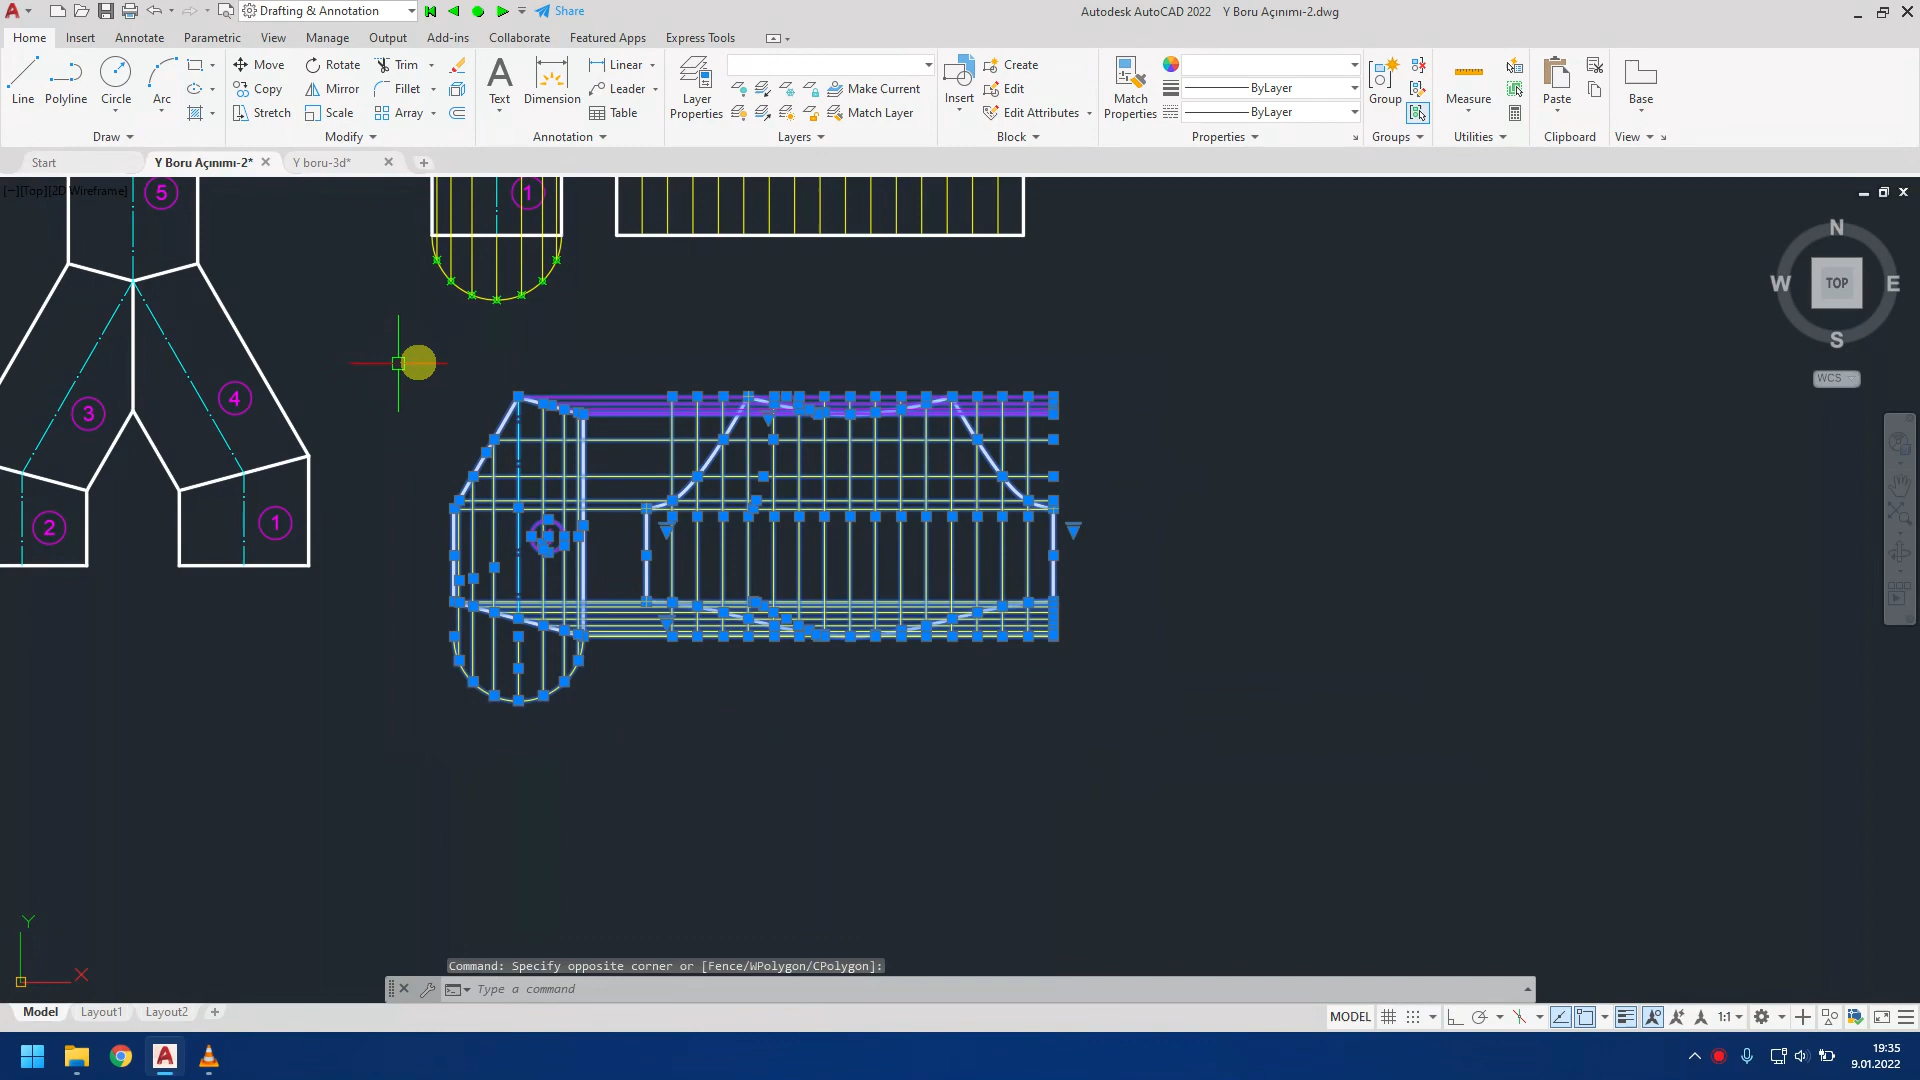 Drafting & Annotation
Share
Autodesk AutoCAD 2022 Y Boru Açınımı-2.dwg
Home Insert Annotate Parametric View Manage Output Add-ins Collaborate Featured Apps Express Tools
Line Polyline Circle Arc
Move Rotate Trim
Copy Mirror Fillet
Stretch Scale Array
Text Dimension
Linear
Leader
Table
Layer Properties
Make Current
Match Layer
Insert
Create
Edit
Edit Attributes
Match Properties
ByLayer
ByLayer
Group
Measure
Paste
Base
Draw Modify Annotation Layers Block Properties Groups Utilities Clipboard View
Start Y Boru Açınımı-2* Y boru-3d*
[−][Top][2D Wireframe]
5
1
3
4
2
1
N
W TOP E
S
WCS
Y
X
Command: Specify opposite corner or [Fence/WPolygon/CPolygon]:
Type a command
Model Layout1 Layout2
MODEL 1:1
19:35
9.01.2022